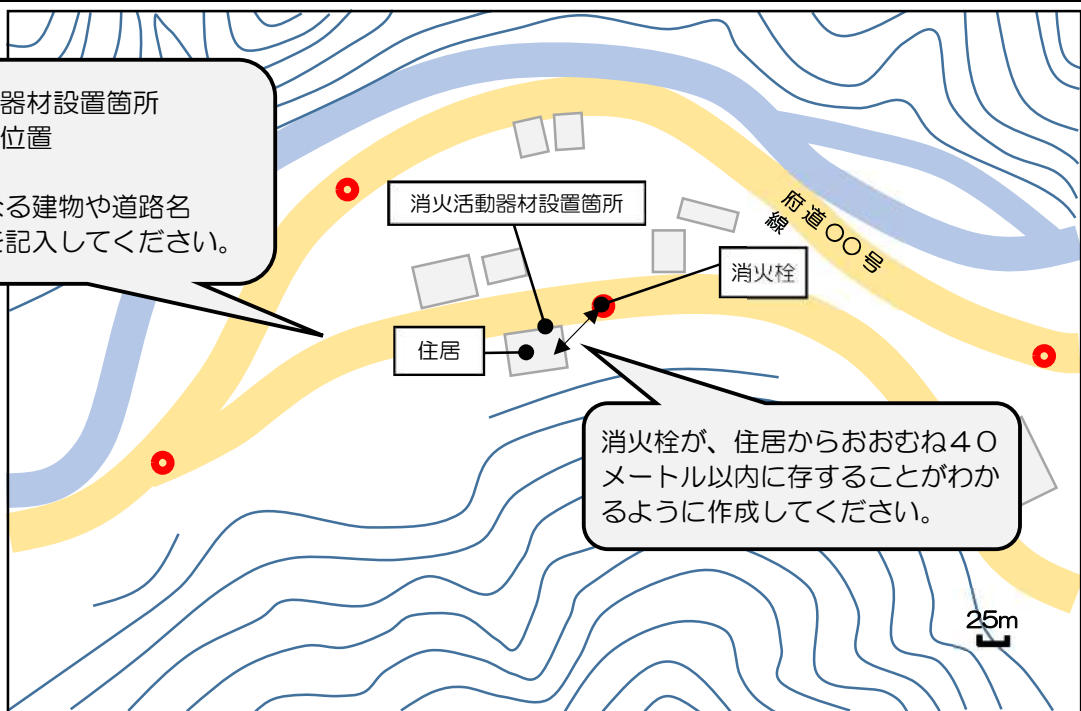 器材設置箇所
位置
なる建物や道路名
を記入してください。
消火活動器材設置箇所
府道〇〇号
線
消火栓
住居
消火栓が、住居からおおむね４０
メートル以内に存することがわか
るように作成してください。
25m